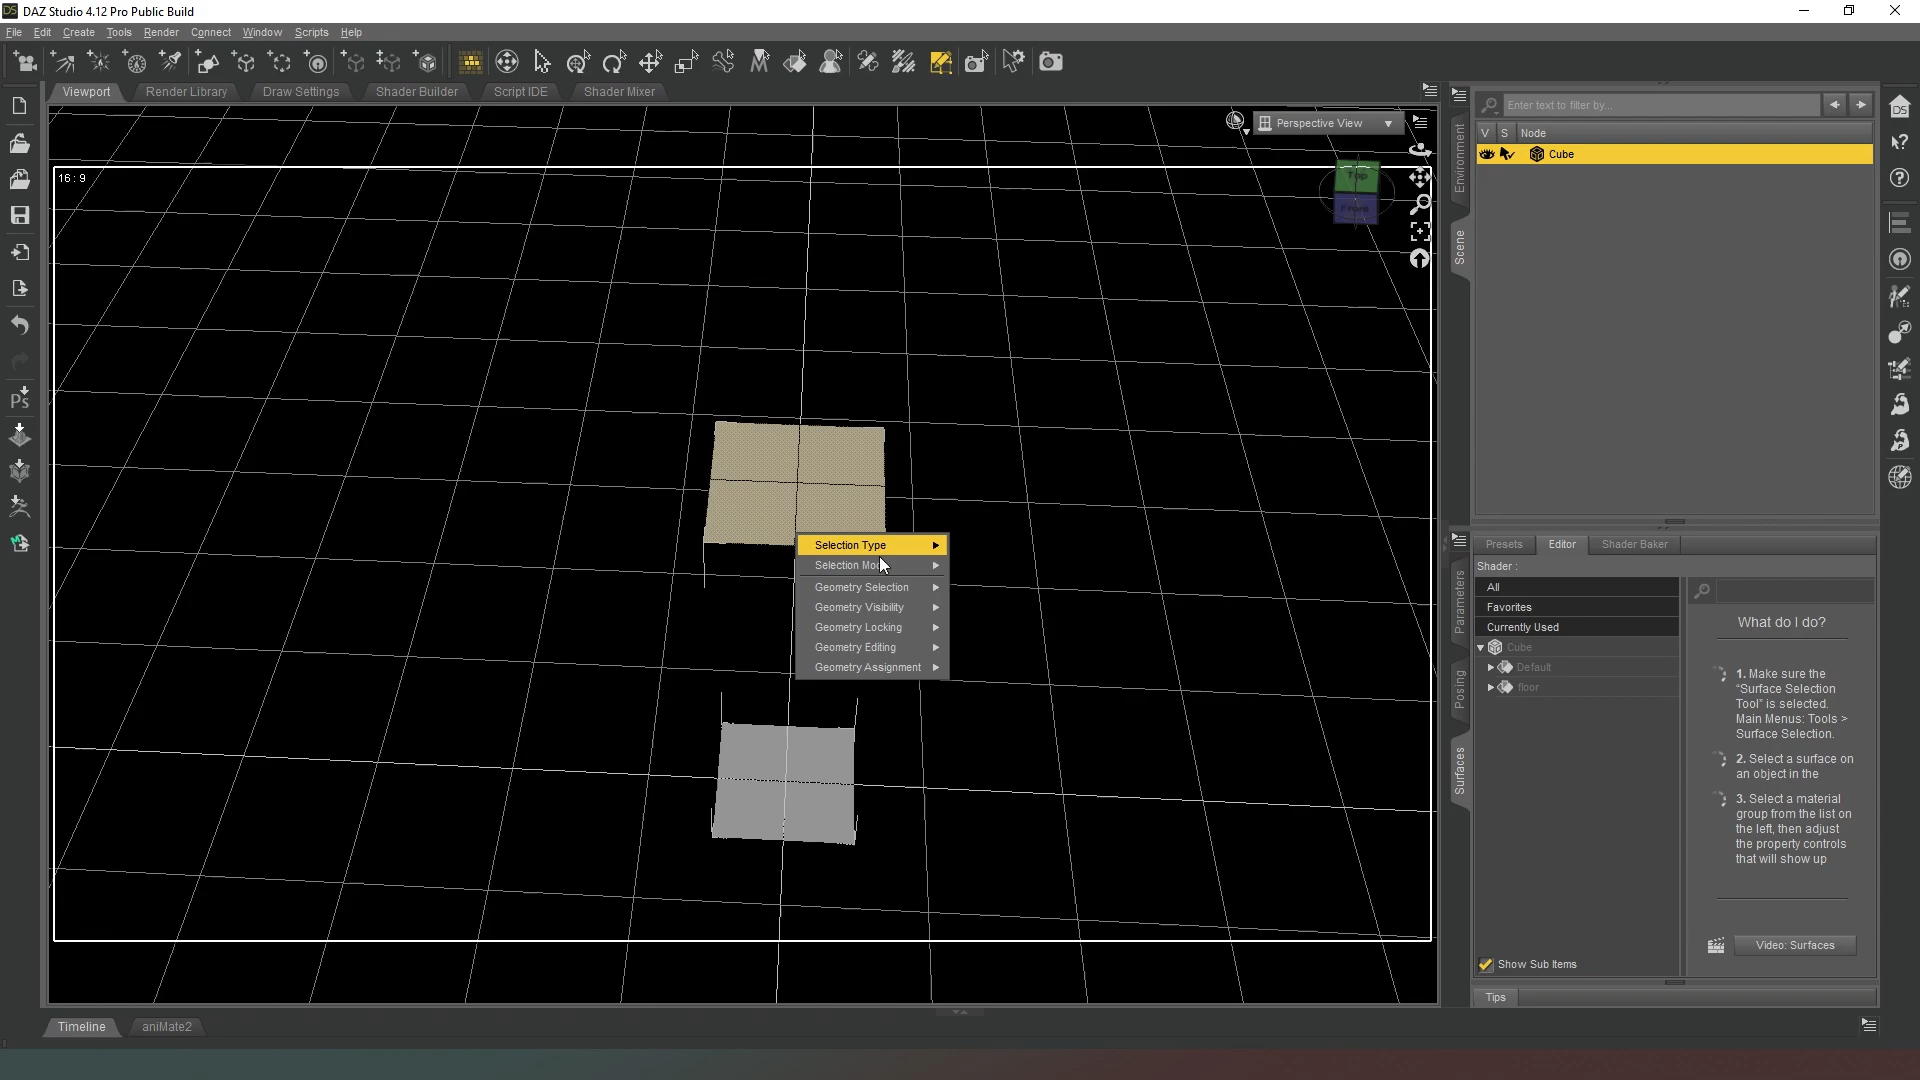 DAZ Studio 4.12 Pro Public Build
File Edit Create Tools Render Connect Window Scripts Help
Viewport Render Library Draw Settings Shader Builder Script IDE Shader Mixer
16 : 9
Perspective View
Top
Front
Selection Type
Selection Mod
Geometry Selection
Geometry Visibility
Geometry Locking
Geometry Editing
Geometry Assignment
Ps
Timeline aniMate2
Environment
Scene
Enter text to filter by...
V S Node
Cube
Parameters
Posing
Surfaces
Presets Editor Shader Baker
Shader :
All
Favorites
Currently Used
Cube
Default
floor
Show Sub Items
What do I do?
1. Make sure the
"Surface Selection
Tool" is selected.
Main Menus: Tools >
Surface Selection.
2. Select a surface on
an object in the
3. Select a material
group from the list on
the left, then adjust
the property controls
that will show up
Video: Surfaces
Tips
DS